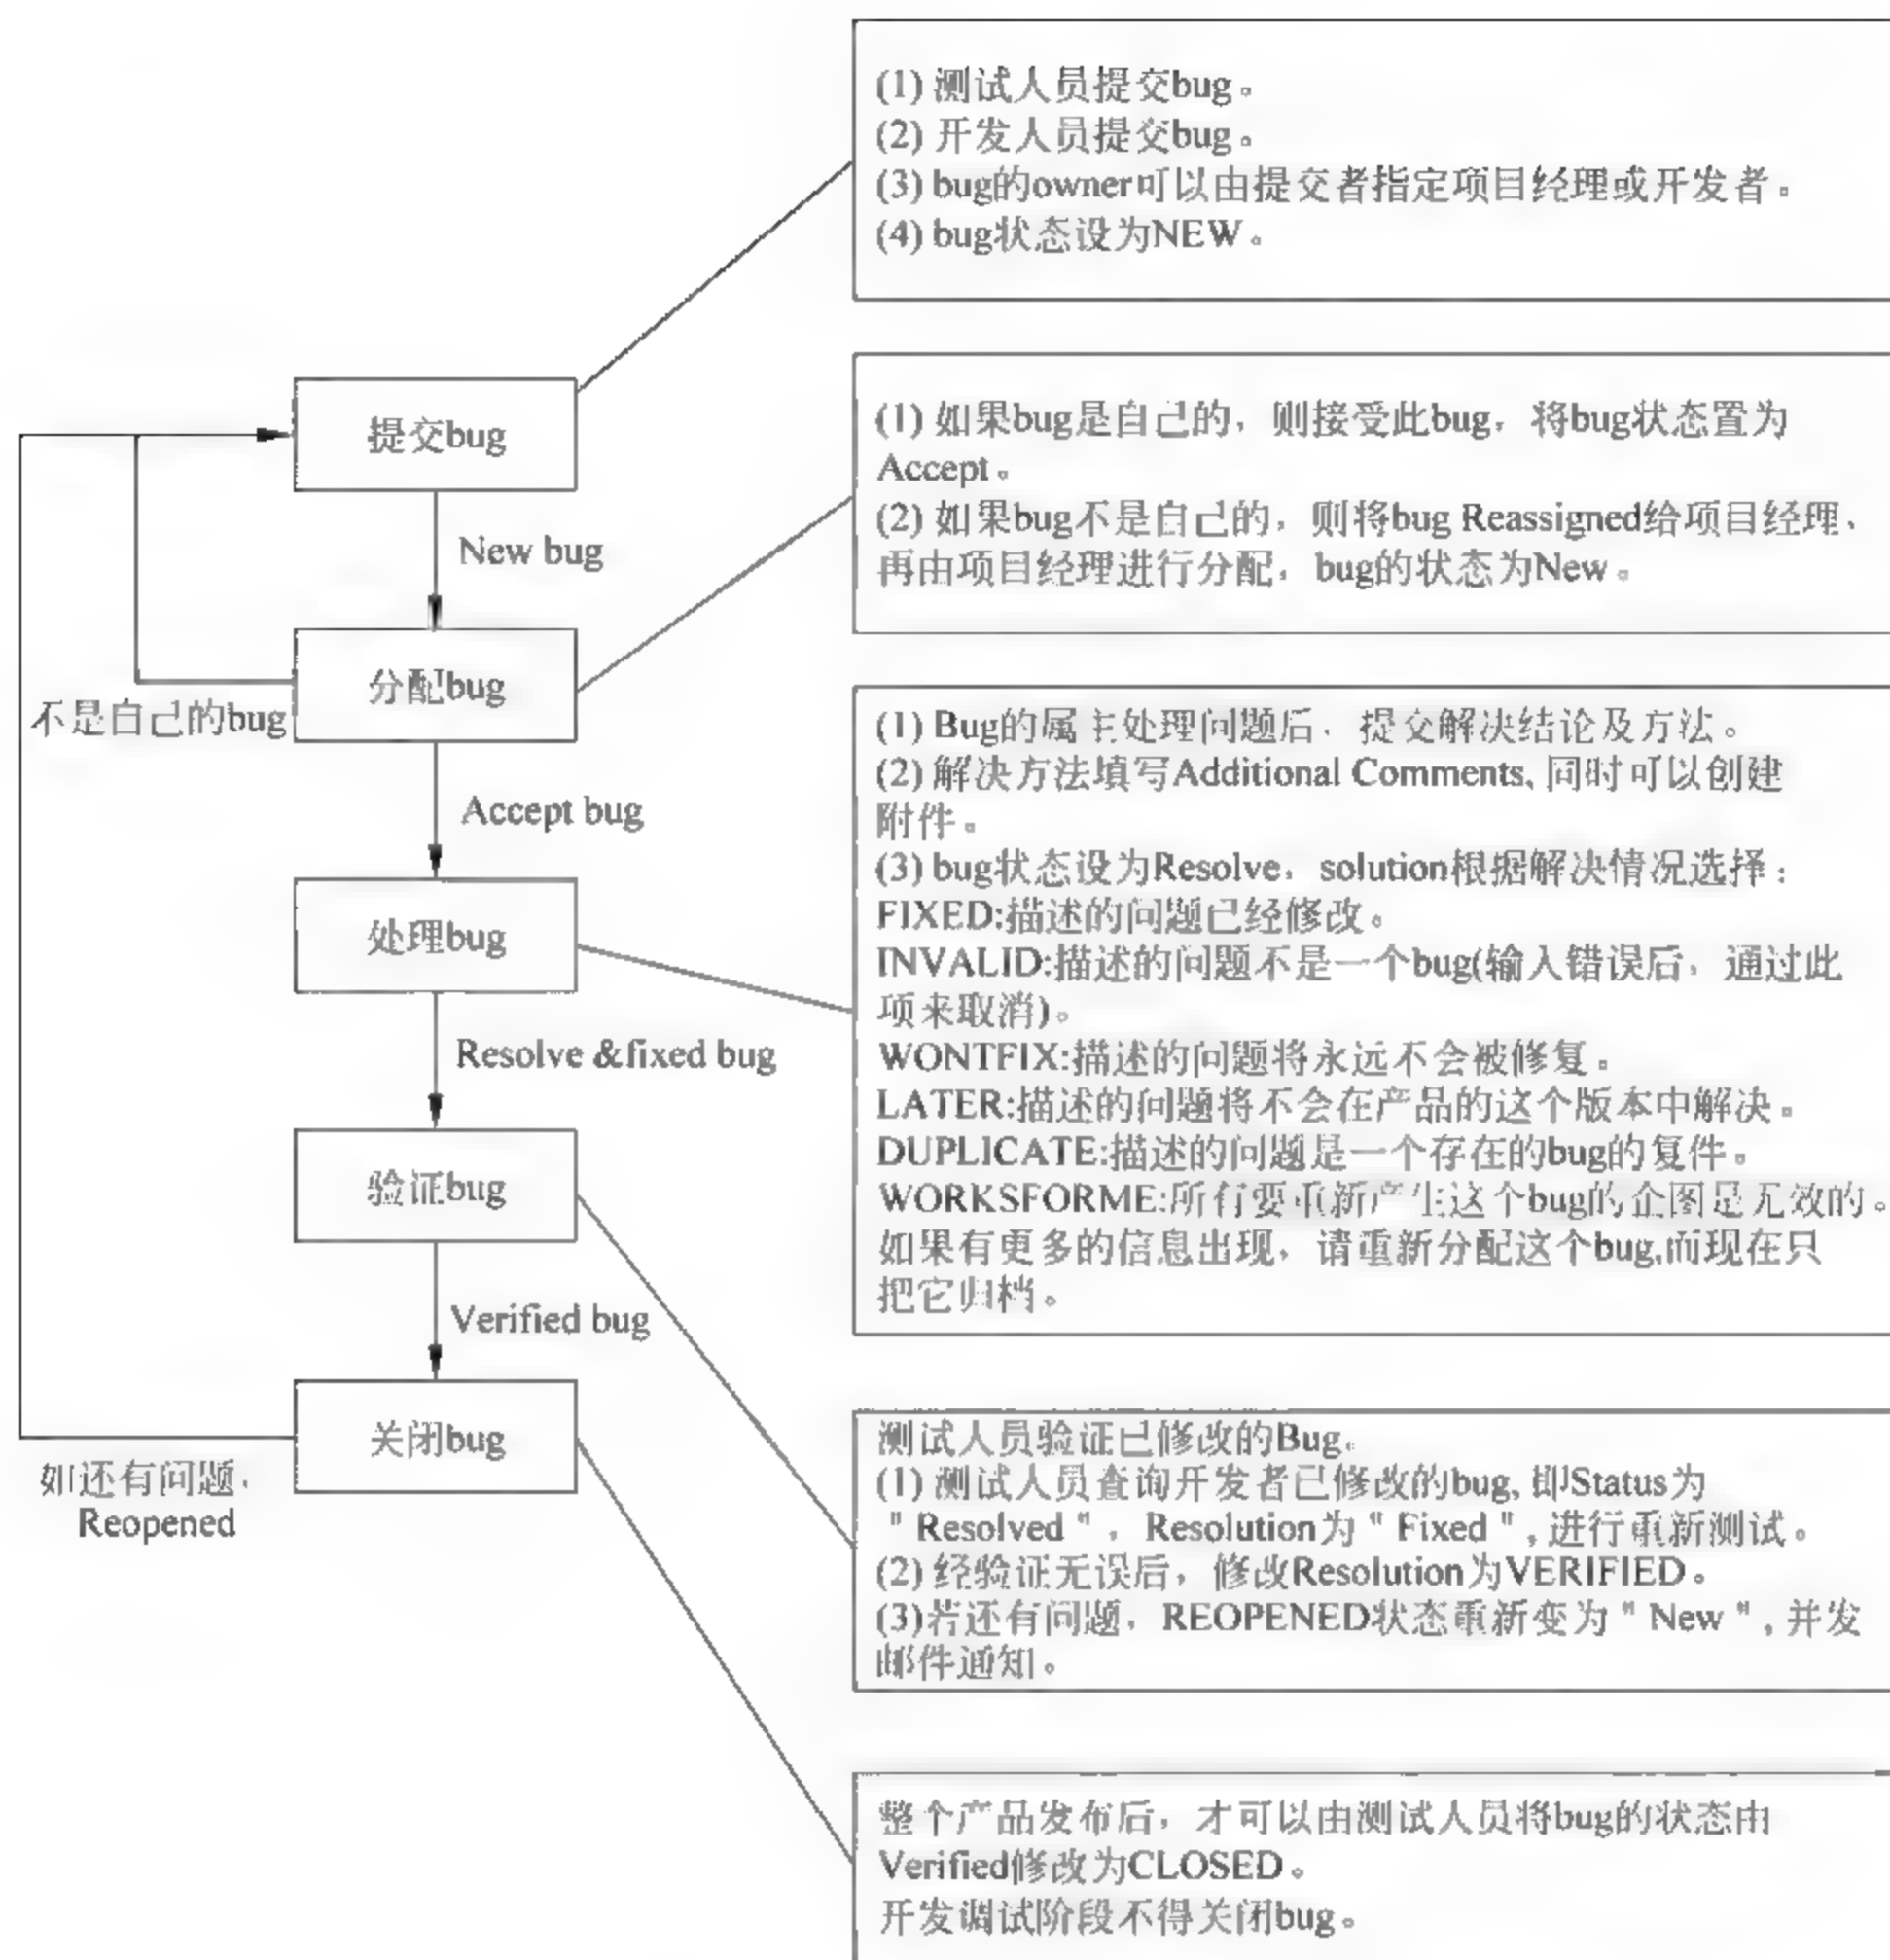 (1) 测试人员提交bug。
(2) 开发人员提交bug。
(3) bug的owner可以由提交者指定项目经理或开发者。
(4) bug状态设为NEW。
提交bug
New bug
(1) 如果bug是自己的，则接受此bug，将bug状态置为
Accept。
(2) 如果bug不是自己的，则将bug Reassigned给项目经理，
再由项目经理进行分配，bug的状态为New。
分配bug
不是自己的bug
Accept bug
(1) Bug的属主处理问题后，提交解决结论及方法。
(2) 解决方法填写Additional Comments, 同时可以创建
附件。
(3) bug状态设为Resolve，solution根据解决情况选择：
FIXED:描述的问题已经修改。
INVALID:描述的问题不是一个bug(输入错误后，通过此
项来取消)。
WONTFIX:描述的问题将永远不会被修复。
LATER:描述的问题将不会在产品的这个版本中解决。
DUPLICATE:描述的问题是一个存在的bug的复件。
WORKSFORME:所有要重新产生这个bug的企图是无效的。
如果有更多的信息出现，请重新分配这个bug,而现在只
把它归档。
处理bug
Resolve &fixed bug
验证bug
Verified bug
关闭bug
如还有问题，
Reopened
测试人员验证已修改的Bug。
(1) 测试人员查询开发者已修改的bug, 即Status为
"Resolved"，Resolution为"Fixed", 进行重新测试。
(2) 经验证无误后，修改Resolution为VERIFIED。
(3)若还有问题，REOPENED状态重新变为"New", 并发
邮件通知。
整个产品发布后，才可以由测试人员将bug的状态由
Verified修改为CLOSED。
开发调试阶段不得关闭bug。